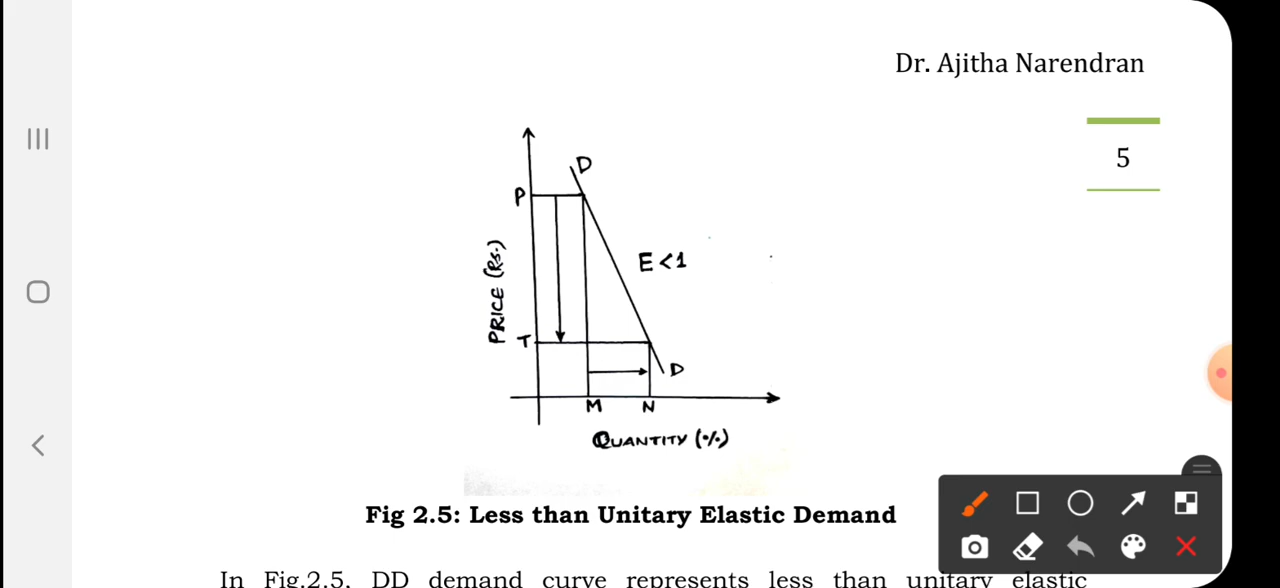 Dr. Ajitha Narendran
5
D
P
PRICE (RS.)
E<1
T
D
M N
QUANTITY (%)
Fig 2.5: Less than Unitary Elastic Demand
In Fig.2.5, DD demand curve represents less than unitary elastic